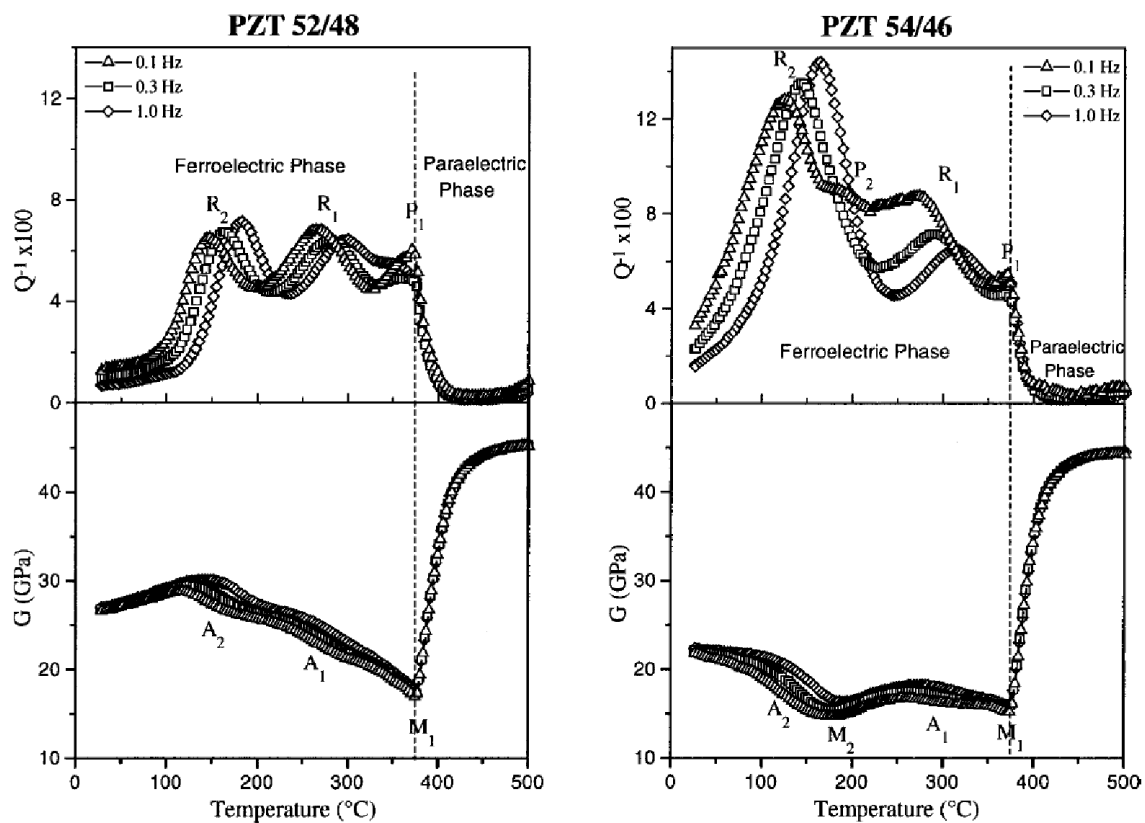 PZT 52/48
0.1 Hz
0.3 Hz
1.0 Hz
Ferroelectric Phase
Paraelectric
Phase
R2
R1
P1
12
8
4
0
Q-1 x100
40
30
20
10
G (GPa)
A2
A1
M1
0 100 200 300 400 500
Temperature (°C)
PZT 54/46
0.1 Hz
0.3 Hz
1.0 Hz
R2
P2
R1
P1
Ferroelectric Phase
Paraelectric
Phase
12
8
4
0
Q-1 x100
40
30
20
10
G (GPa)
A2
M2
A1
M1
0 100 200 300 400 500
Temperature (°C)